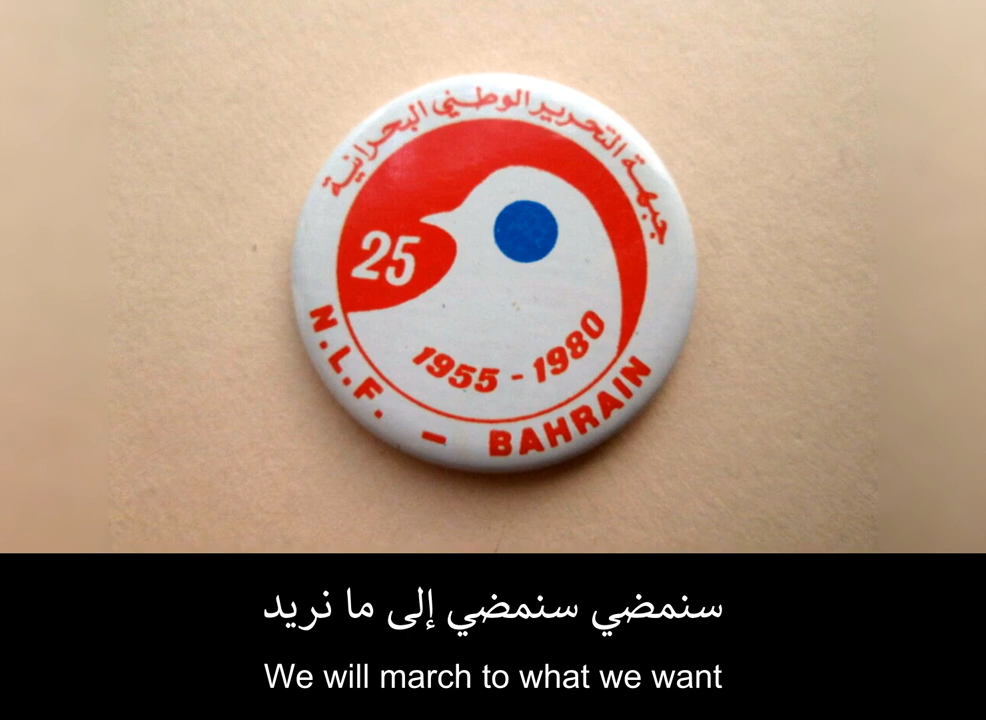 جبهة التحرير الوطني البحرانية
25
1955 - 1980
N.L.F. - BAHRAIN
سنمضي سنمضي إلى ما نريد
We will march to what we want